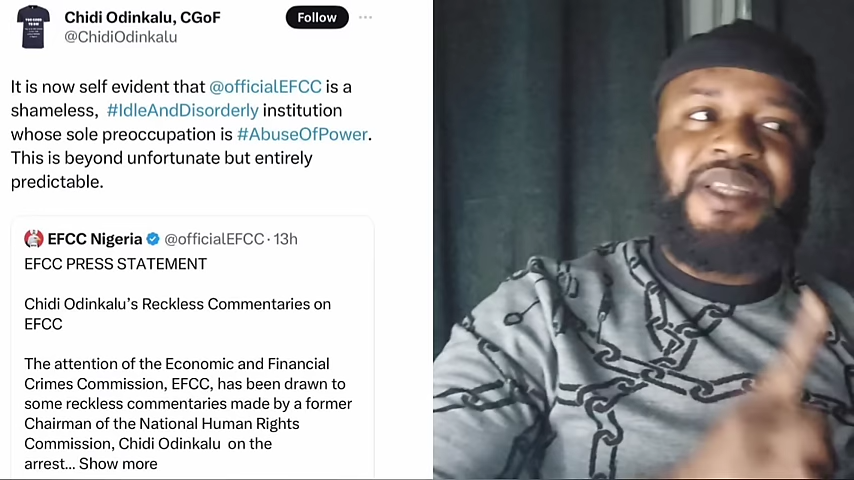 Chidi Odinkalu, CGoF
Follow
@ChidiOdinkalu
It is now self evident that @officialEFCC is a
shameless, #IdleAndDisorderly institution
whose sole preoccupation is #AbuseOfPower.
This is beyond unfortunate but entirely
predictable.
EFCC Nigeria @officialEFCC · 13h
EFCC PRESS STATEMENT
Chidi Odinkalu's Reckless Commentaries on
EFCC
The attention of the Economic and Financial
Crimes Commission, EFCC, has been drawn to
some reckless commentaries made by a former
Chairman of the National Human Rights
Commission, Chidi Odinkalu on the
arrest... Show more